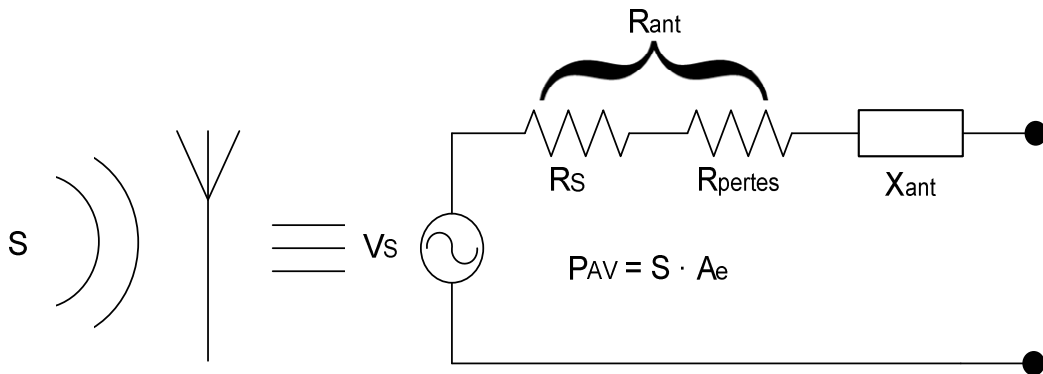 Rant
RS
Rpertes
Xant
S
VS
PAV = S · Ae